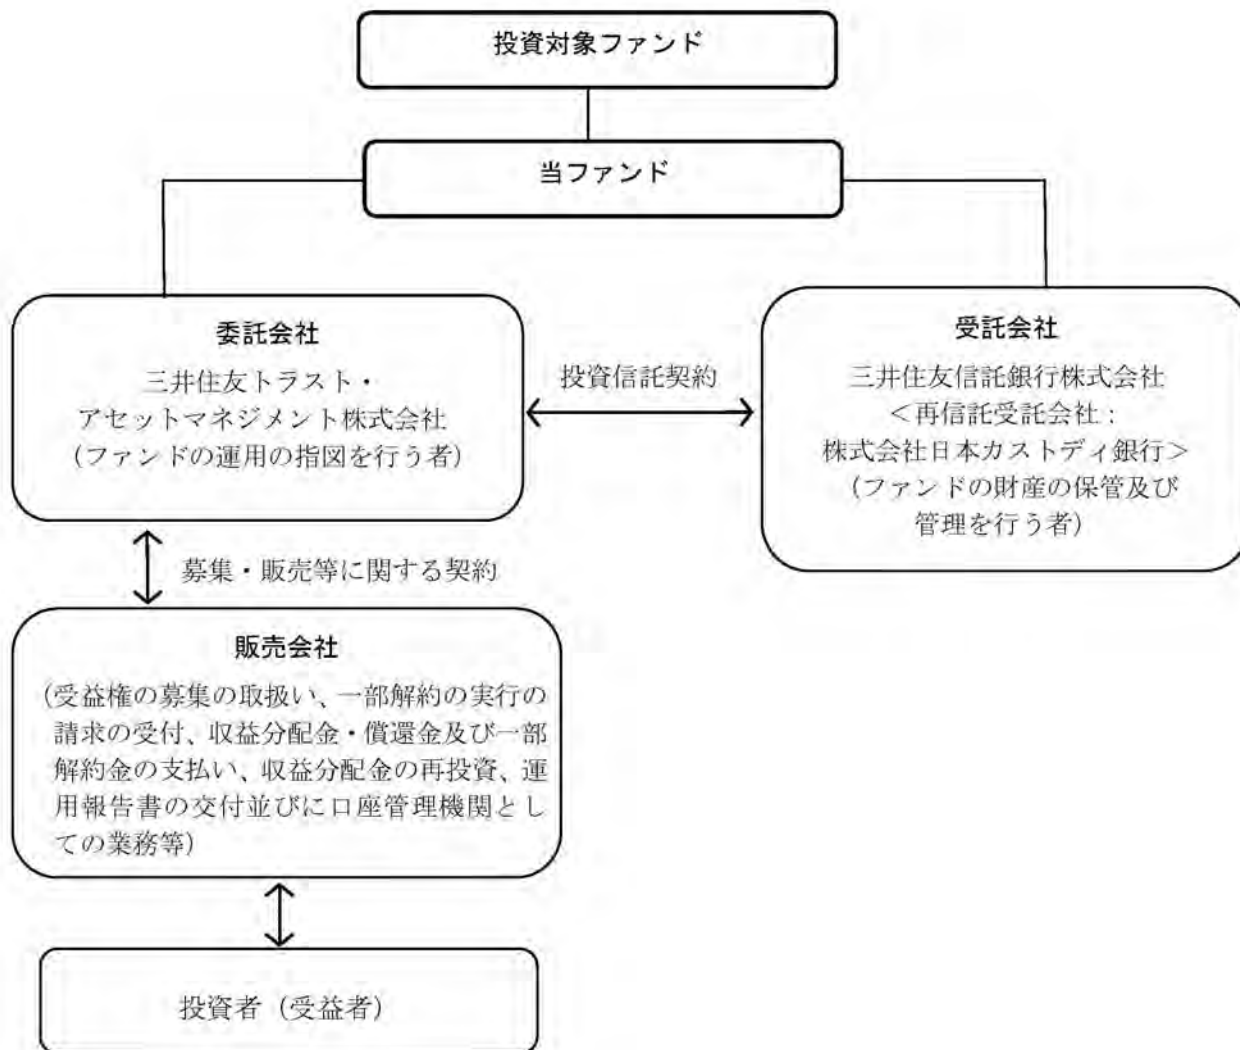 投資対象ファンド
当ファンド
委託会社
三井住友トラスト・
アセットマネジメント株式会社
（ファンドの運用の指図を行う者）
投資信託契約
受託会社
三井住友信託銀行株式会社
＜再信託受託会社：
株式会社日本カストディ銀行＞
（ファンドの財産の保管及び
管理を行う者）
募集・販売等に関する契約
販売会社
（受益権の募集の取扱い、一部解約の実行の
請求の受付、収益分配金・償還金及び一部
解約金の支払い、収益分配金の再投資、運
用報告書の交付並びに口座管理機関とし
ての業務等）
投資者（受益者）